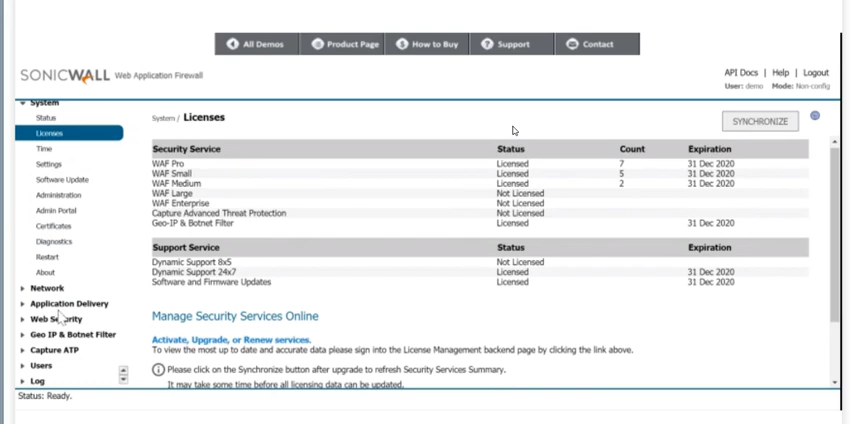 All Demos Product Page How to Buy Support Contact
SONICWALL Web Application Firewall
API Docs | Help | Logout
User: demo Mode: Non-config
System
Status
Licenses
Time
Settings
Software Update
Administration
Admin Portal
Certificates
Diagnostics
Restart
About
Network
Application Delivery
Web Security
Geo IP & Botnet Filter
Capture ATP
Users
Log
System / Licenses
SYNCHRONIZE
Security Service Status Count Expiration
WAF Pro Licensed 7 31 Dec 2020
WAF Small Licensed 5 31 Dec 2020
WAF Medium Licensed 2 31 Dec 2020
WAF Large Not Licensed
WAF Enterprise Not Licensed
Capture Advanced Threat Protection Not Licensed
Geo-IP & Botnet Filter Licensed 31 Dec 2020
Support Service Status Expiration
Dynamic Support 8x5 Not Licensed
Dynamic Support 24x7 Licensed 31 Dec 2020
Software and Firmware Updates Licensed 31 Dec 2020
Manage Security Services Online
Activate, Upgrade, or Renew services.
To view the most up to date and accurate data please sign into the License Management backend page by clicking the link above.
Please click on the Synchronize button after upgrade to refresh Security Services Summary.
It may take some time before all licensing data can be updated.
Status: Ready.